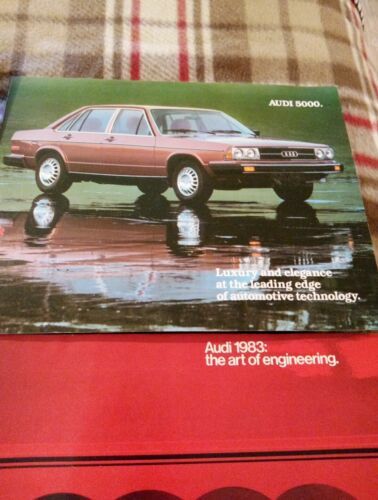 AUDI 5000.
Luxury and elegance
at the leading edge
of automotive technology.
Audi 1983:
the art of engineering.